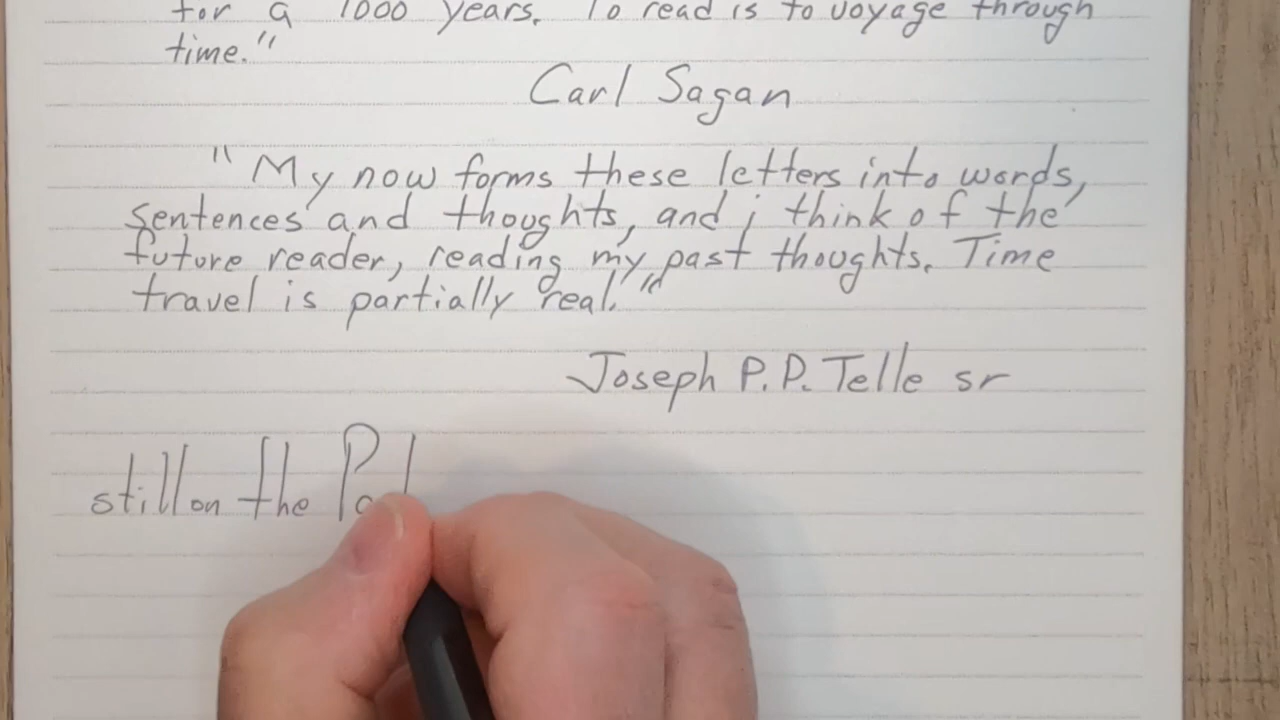 for a 1000 years. To read is to voyage through
time."
Carl Sagan
"My now forms these letters into words,
sentences and thoughts, and i think of the
future reader, reading my past thoughts. Time
travel is partially real."
Joseph P.P. Telle sr
still on the